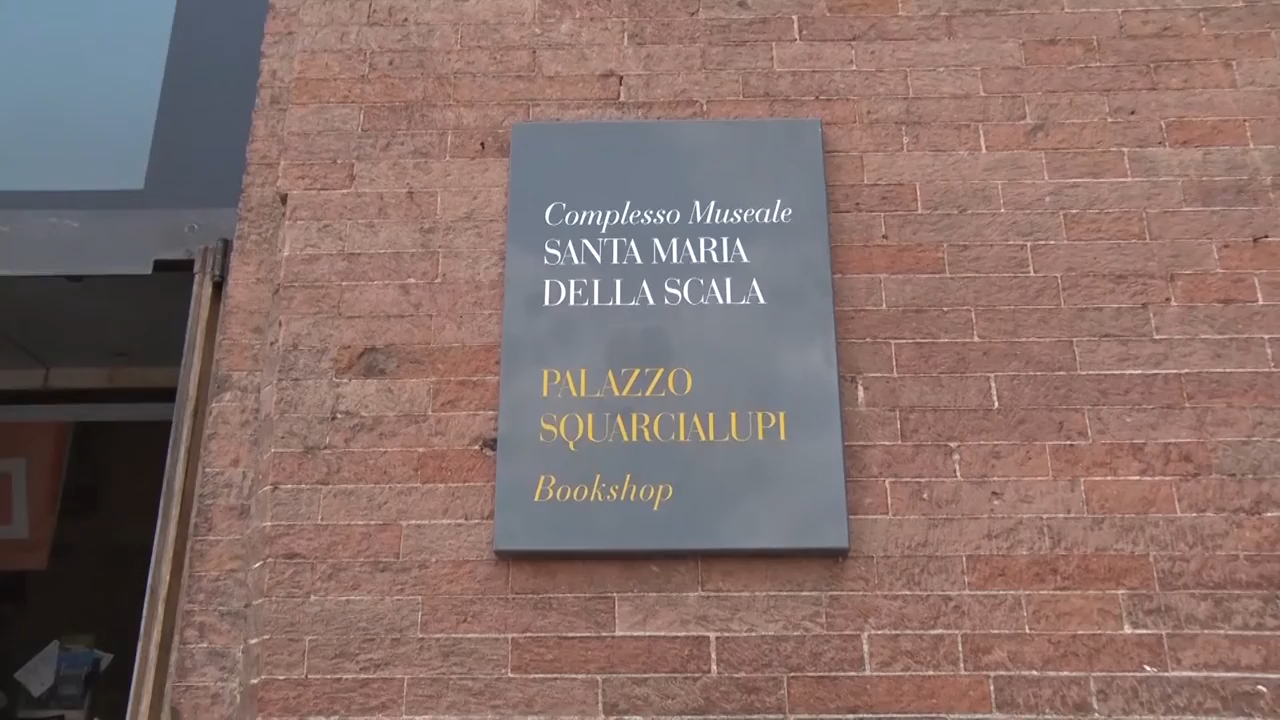 Complesso Museale
SANTA MARIA
DELLA SCALA
PALAZZO
SQUARCIALUPI
Bookshop